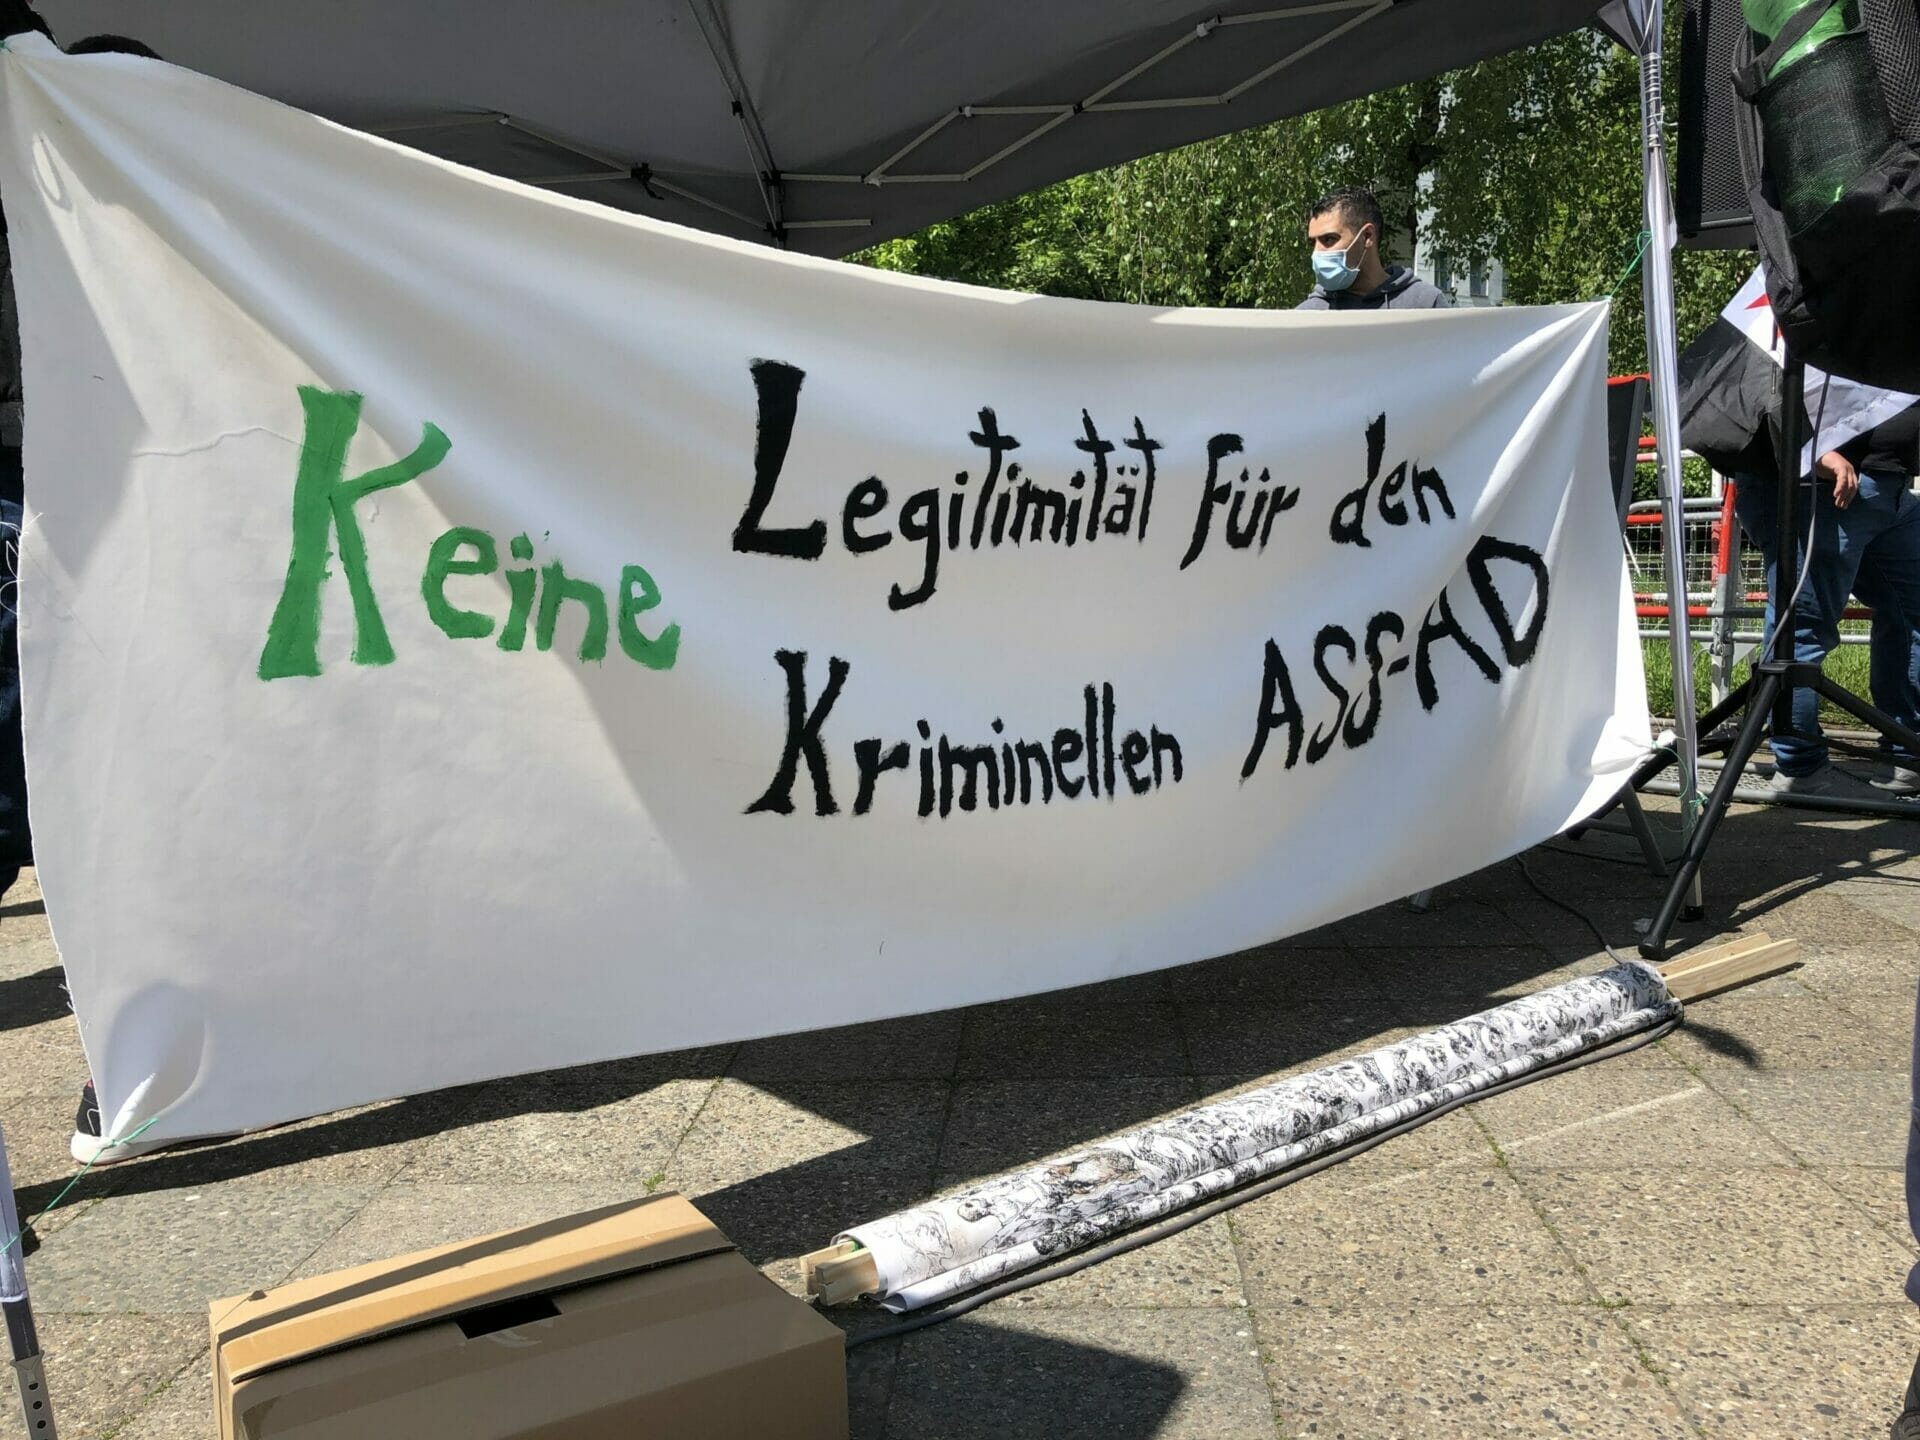 Keine
Legitimität für den
Kriminellen ASS-AD